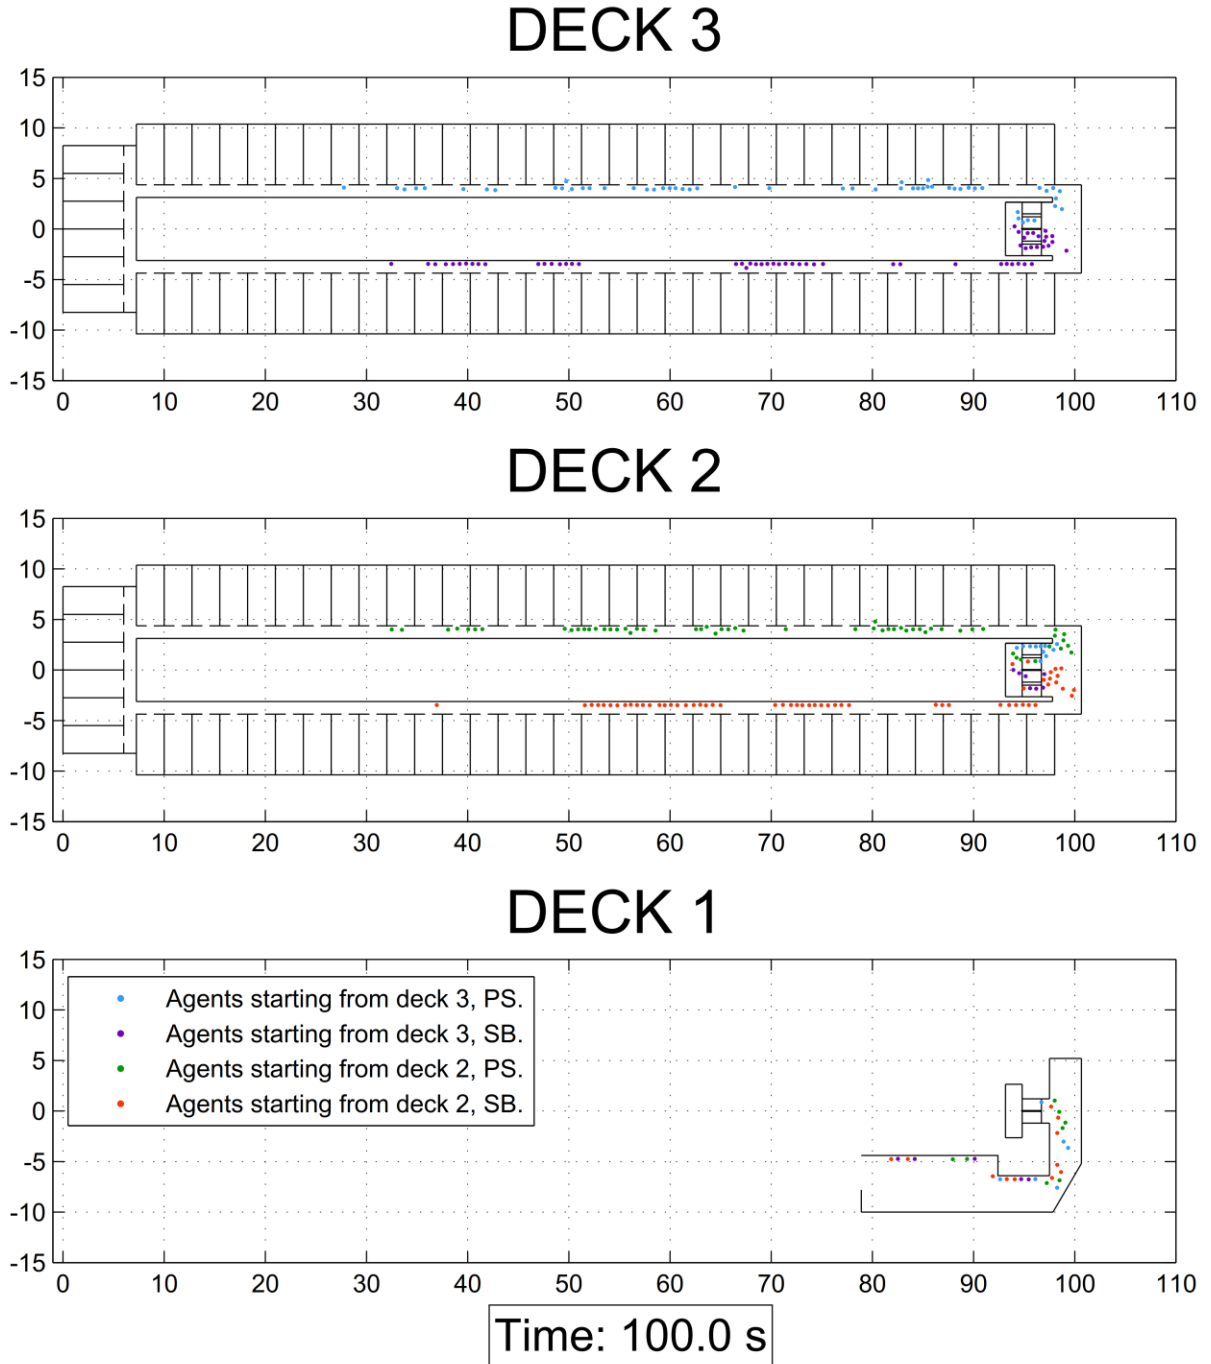 DECK 3
15
10
5
0
-5
-10
-15
0 10 20 30 40 50 60 70 80 90 100 110
DECK 2
15
10
5
0
-5
-10
-15
0 10 20 30 40 50 60 70 80 90 100 110
DECK 1
15
10
5
0
-5
-10
-15
Agents starting from deck 3, PS.
Agents starting from deck 3, SB.
Agents starting from deck 2, PS.
Agents starting from deck 2, SB.
0 10 20 30 40 50 60 70 80 90 100 110
Time: 100.0 s